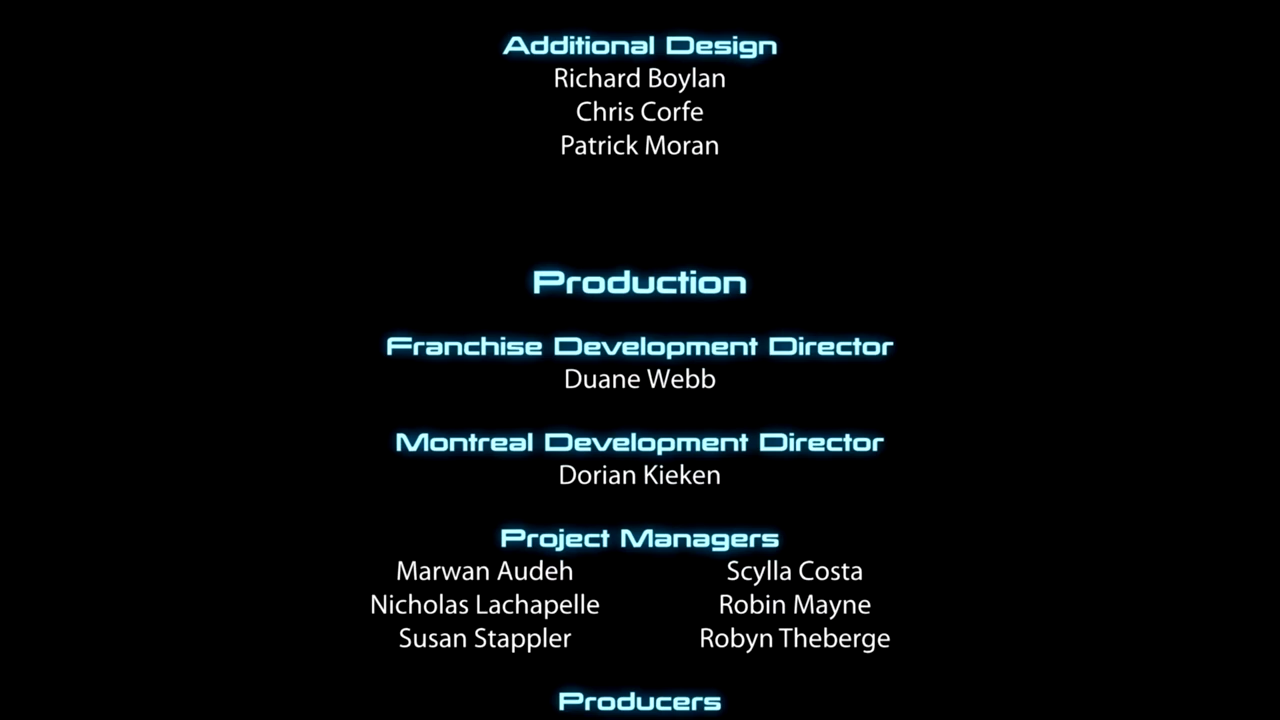 Additional Design
Richard Boylan
Chris Corfe
Patrick Moran
Production
Franchise Development Director
Duane Webb
Montreal Development Director
Dorian Kieken
Project Managers
Marwan Audeh Scylla Costa
Nicholas Lachapelle Robin Mayne
Susan Stappler Robyn Theberge
Producers